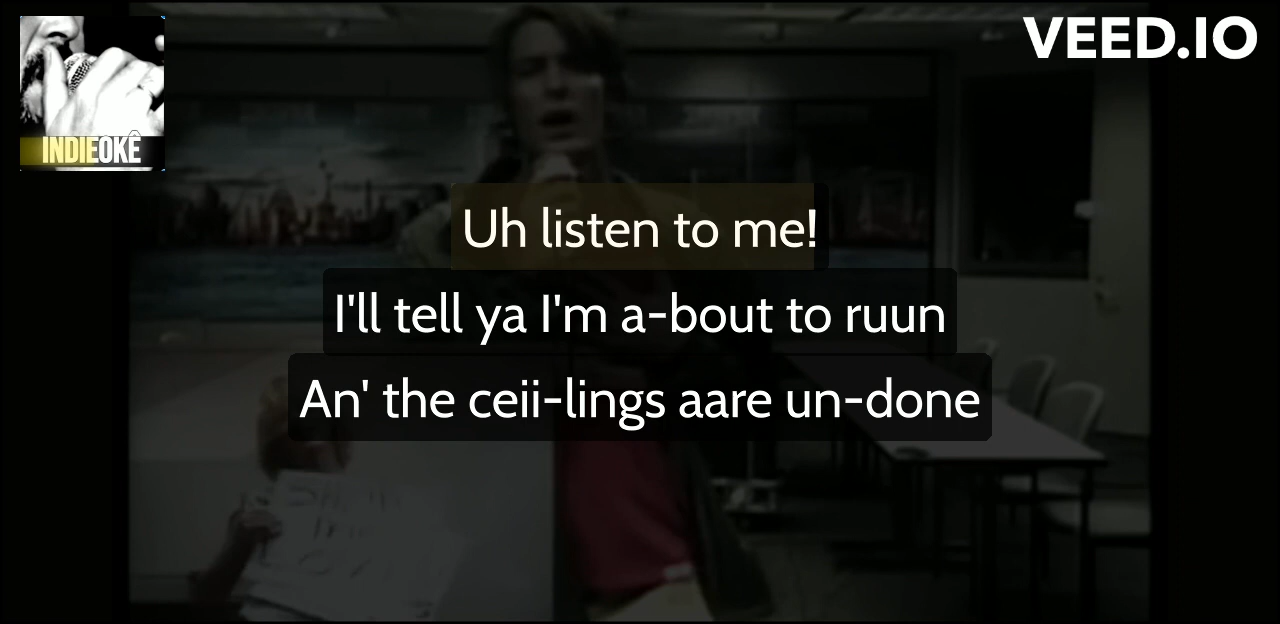 VEED.IO
INDIEOKÊ
Uh listen to me!
I'll tell ya I'm a-bout to ruun
An' the ceii-lings aare un-done